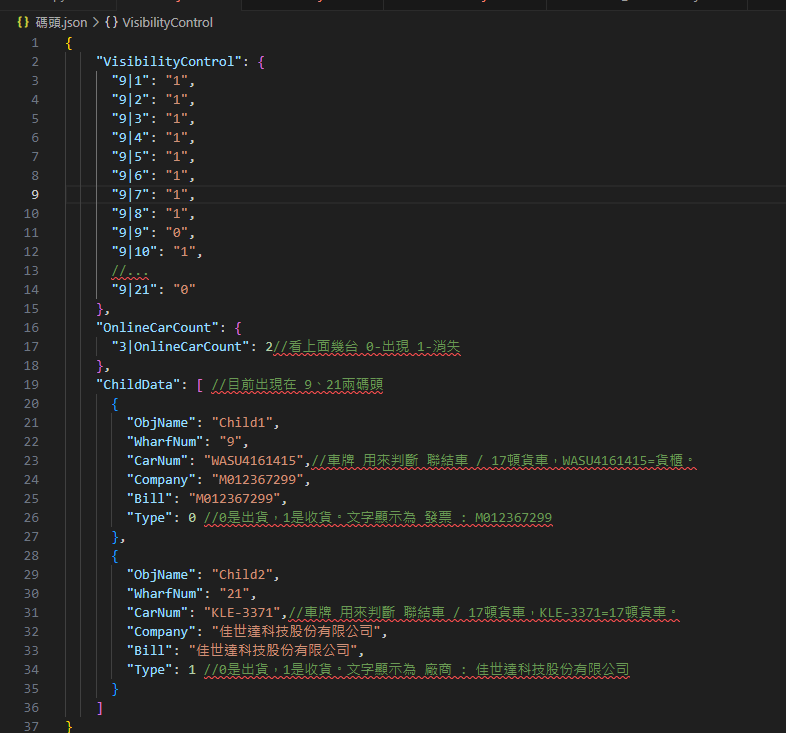 {} 碼頭.json > {} VisibilityControl
1 {
2 "VisibilityControl": {
3 "9|1": "1",
4 "9|2": "1",
5 "9|3": "1",
6 "9|4": "1",
7 "9|5": "1",
8 "9|6": "1",
9 "9|7": "1",
10 "9|8": "1",
11 "9|9": "0",
12 "9|10": "1",
13 //...
14 "9|21": "0"
15 },
16 "OnlineCarCount": {
17 "3|OnlineCarCount": 2//看上面幾台 0-出現 1-消失
18 },
19 "ChildData": [ //目前出現在 9、21兩碼頭
20 {
21 "ObjName": "Child1",
22 "WharfNum": "9",
23 "CarNum": "WASU4161415",//車牌 用來判斷 聯結車 / 17頓貨車，WASU4161415=貨櫃。
24 "Company": "M012367299",
25 "Bill": "M012367299",
26 "Type": 0 //0是出貨，1是收貨。文字顯示為 發票 : M012367299
27 },
28 {
29 "ObjName": "Child2",
30 "WharfNum": "21",
31 "CarNum": "KLE-3371",//車牌 用來判斷 聯結車 / 17頓貨車，KLE-3371=17頓貨車。
32 "Company": "佳世達科技股份有限公司",
33 "Bill": "佳世達科技股份有限公司",
34 "Type": 1 //0是出貨，1是收貨。文字顯示為 廠商 : 佳世達科技股份有限公司
35 }
36 ]
37 }